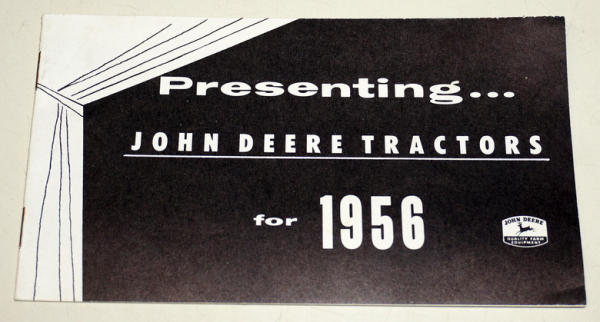 Presenting...
JOHN DEERE TRACTORS
for 1956
JOHN DEERE
QUALITY FARM
EQUIPMENT